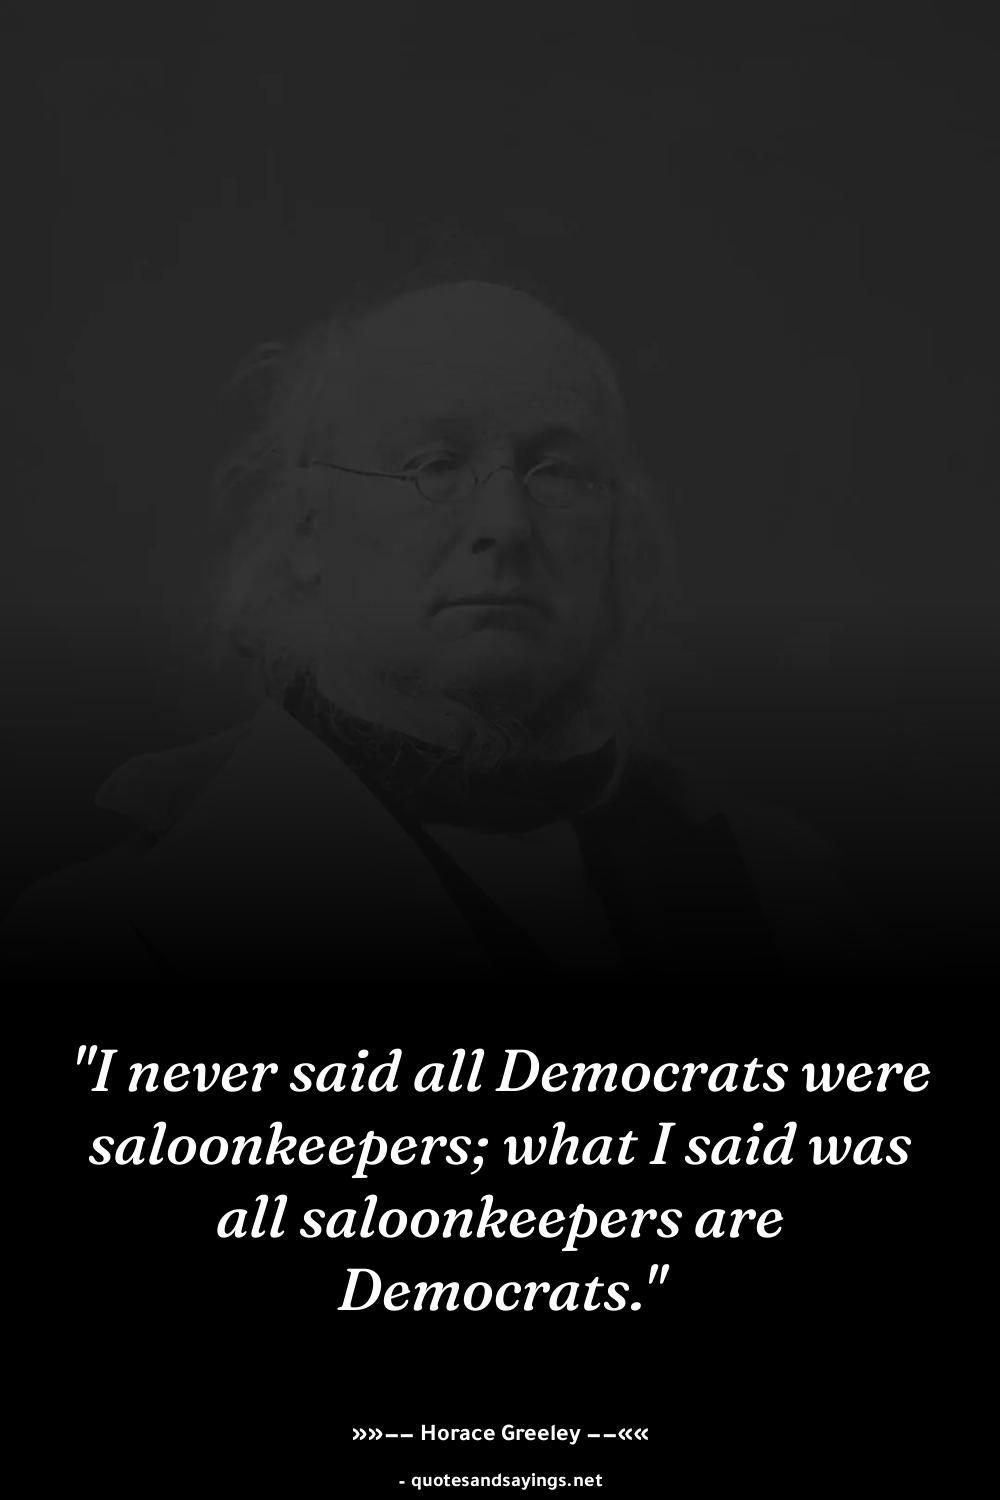 "I never said all Democrats were
saloonkeepers; what I said was
all saloonkeepers are
Democrats."
»»—— Horace Greeley ——««
- quotesandsayings.net